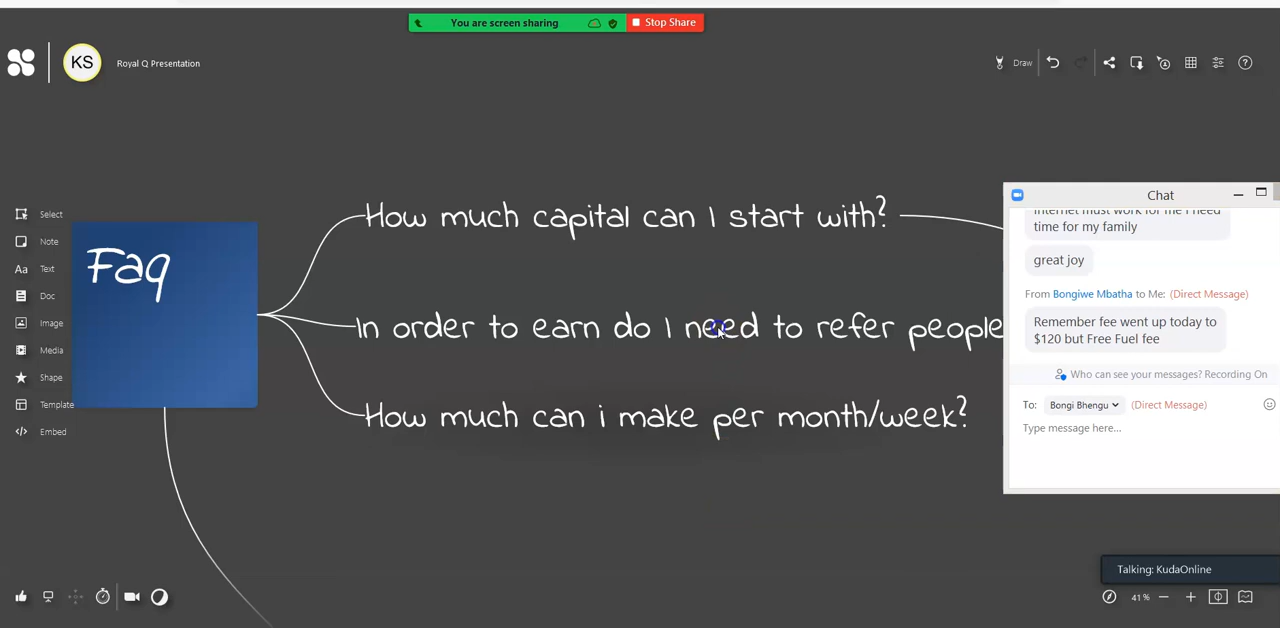 You are screen sharing
Stop Share
KS
Royal Q Presentation
Draw
Select
Note
Text
Doc
Image
Media
Shape
Template
Embed
Faq
How much capital can I start with?
In order to earn do I need to refer people
How much can i make per month/week?
Chat
Internet must work for me I need
time for my family
great joy
From Bongiwe Mbatha to Me: (Direct Message)
Remember fee went up today to
$120 but Free Fuel fee
Who can see your messages? Recording On
To: Bongi Bhengu (Direct Message)
Type message here...
Talking: KudaOnline
41%